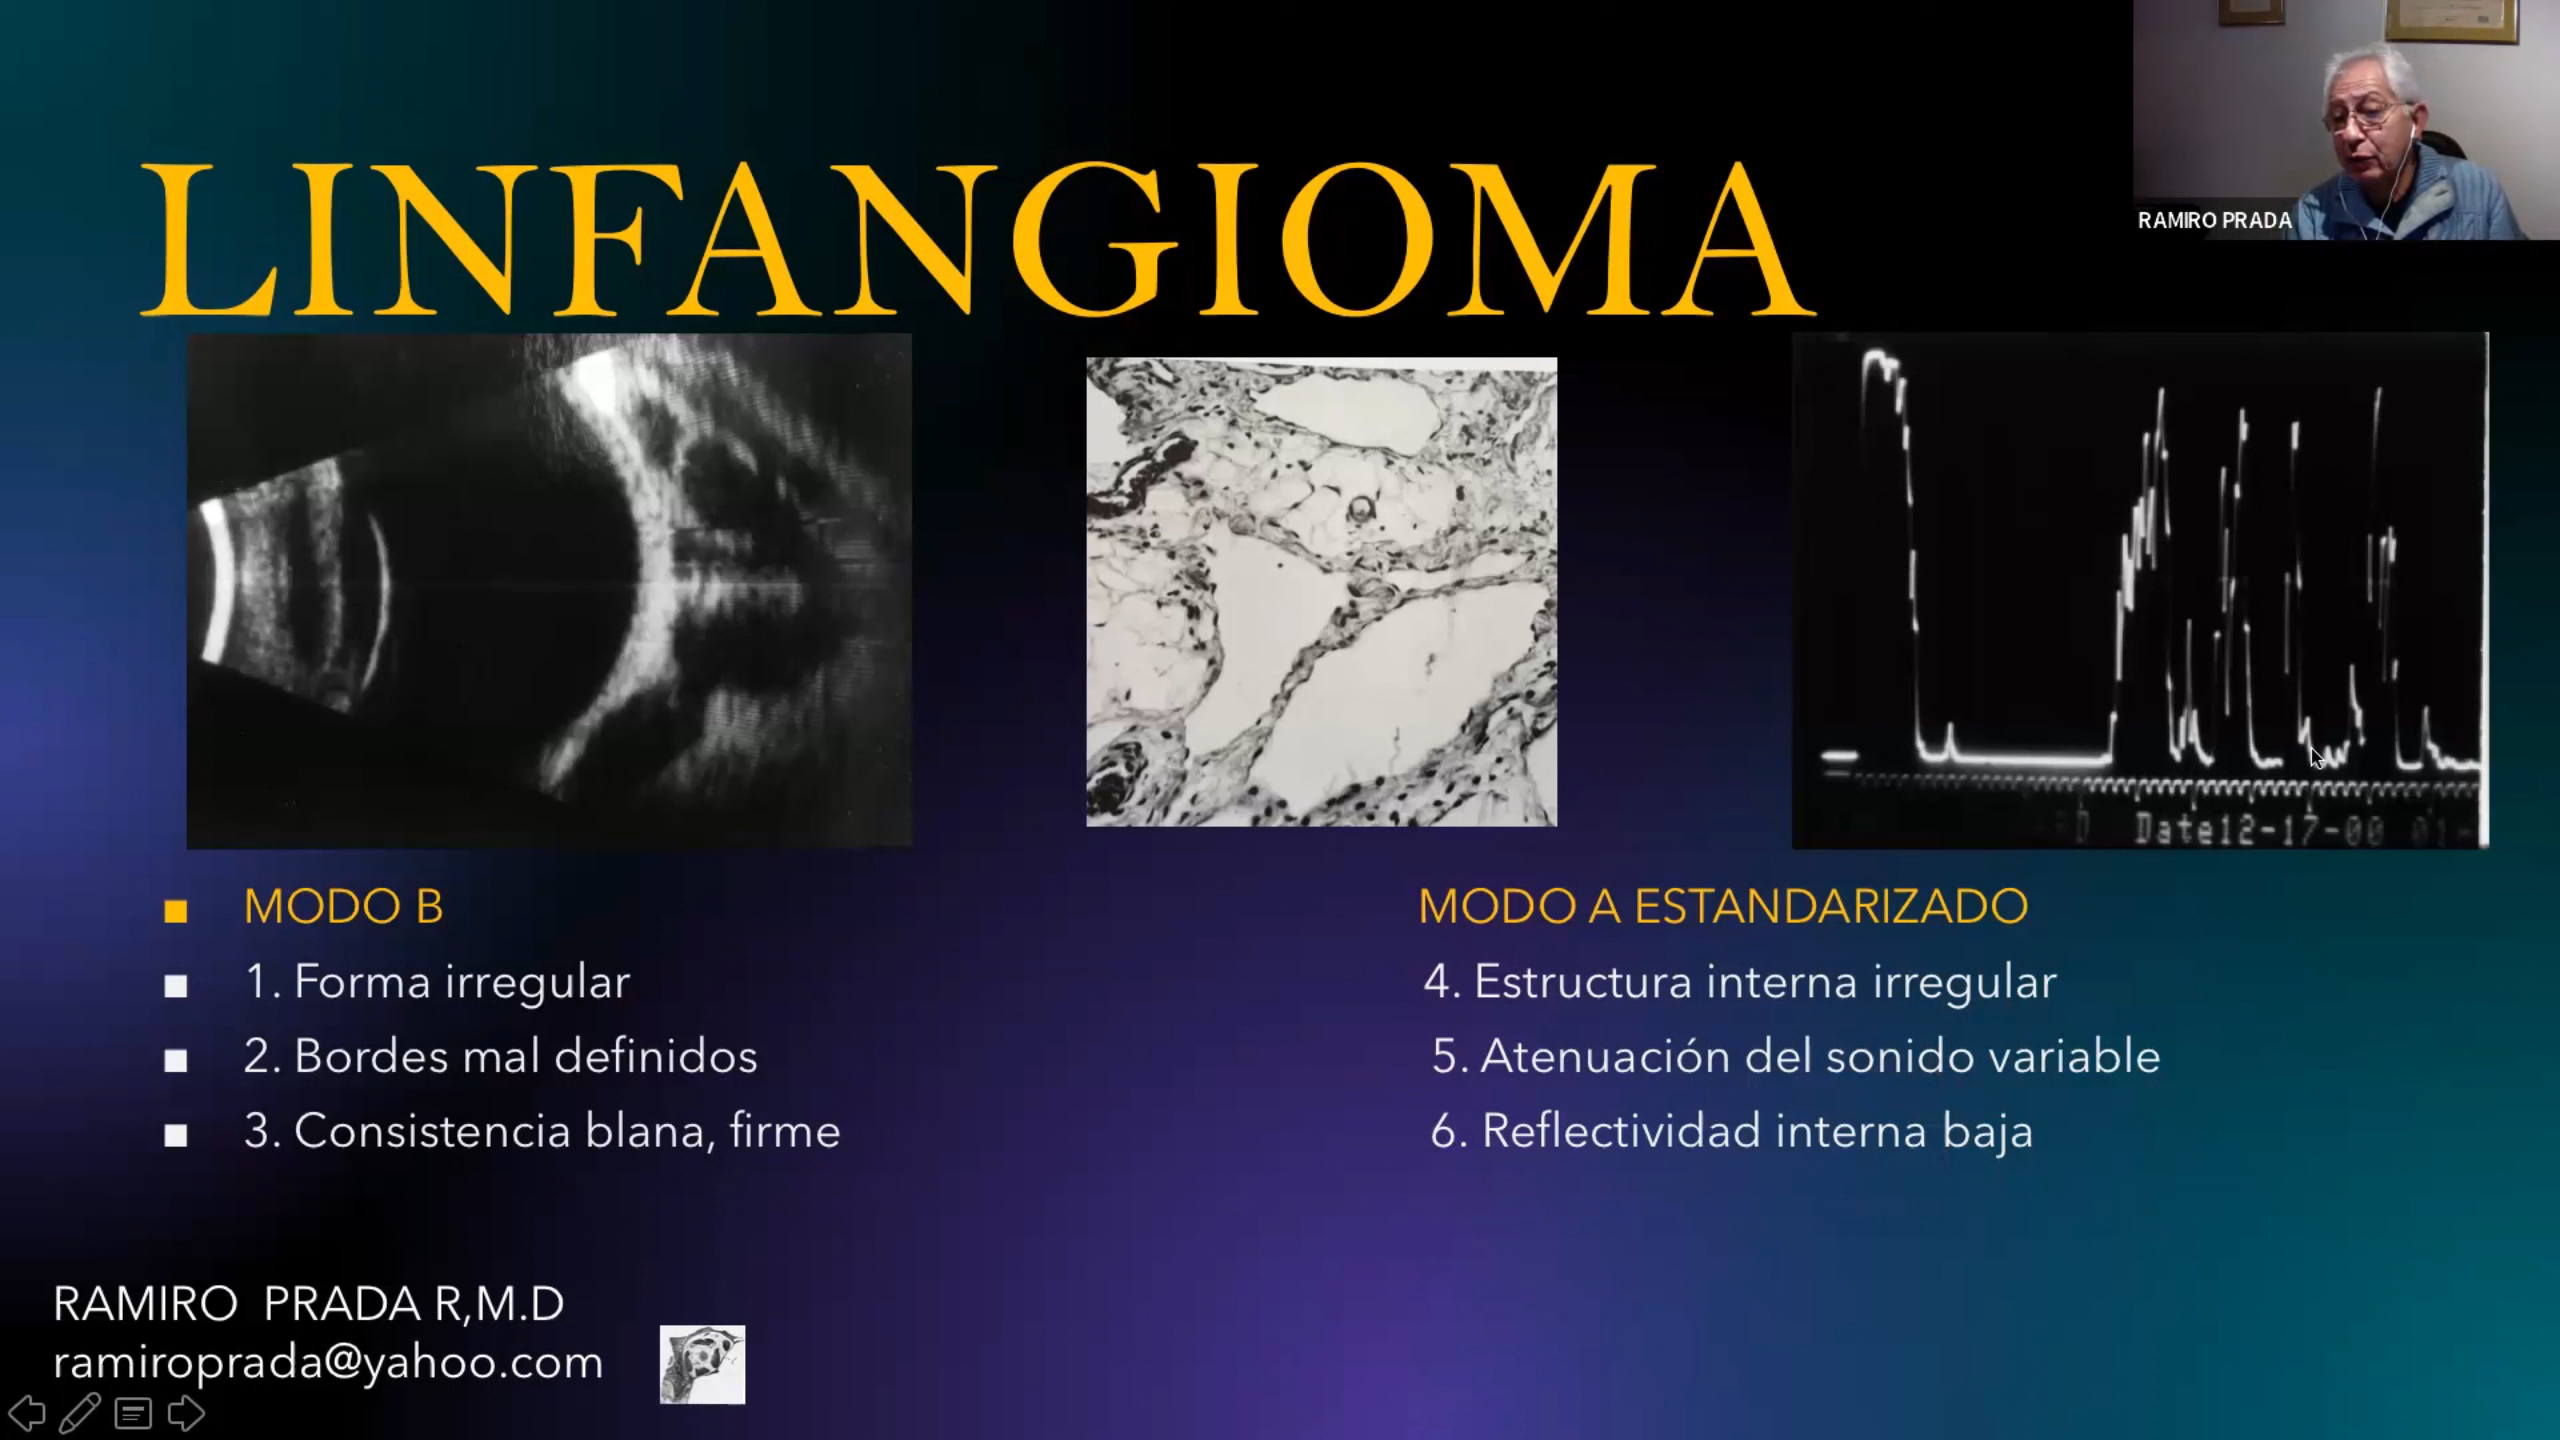 LINFANGIOMA
RAMIRO PRADA
Date12-17-00 01-
MODO B
1. Forma irregular
2. Bordes mal definidos
3. Consistencia blana, firme
MODO A ESTANDARIZADO
4. Estructura interna irregular
5. Atenuación del sonido variable
6. Reflectividad interna baja
RAMIRO PRADA R,M.D
ramiroprada@yahoo.com